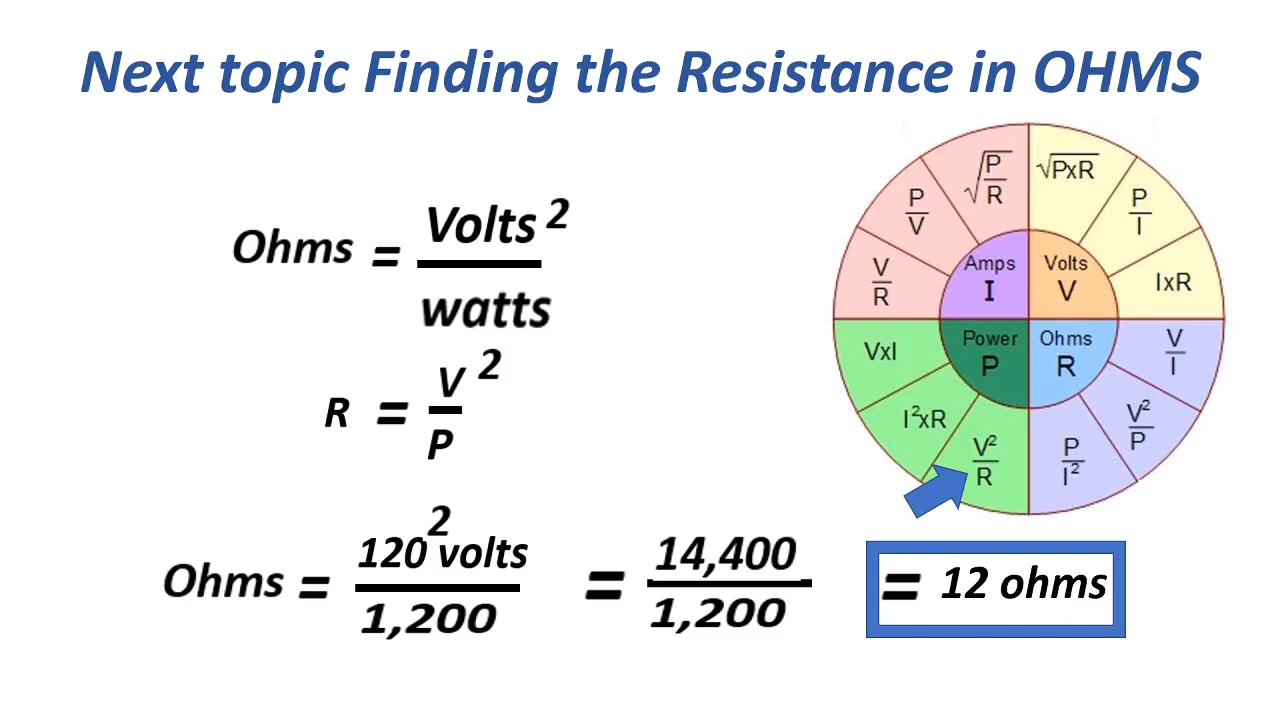 Next topic Finding the Resistance in OHMS
Ohms = Volts ²
watts
R = V ²
P
Ohms = 120 ² volts
1,200
= 14,400
1,200
= 12 ohms
√P
R
√PxR
P
V
P
I
V
R
IxR
Amps
I
Volts
V
Power
P
Ohms
R
VxI
V
I
I²xR
V²
P
V²
R
P
I²